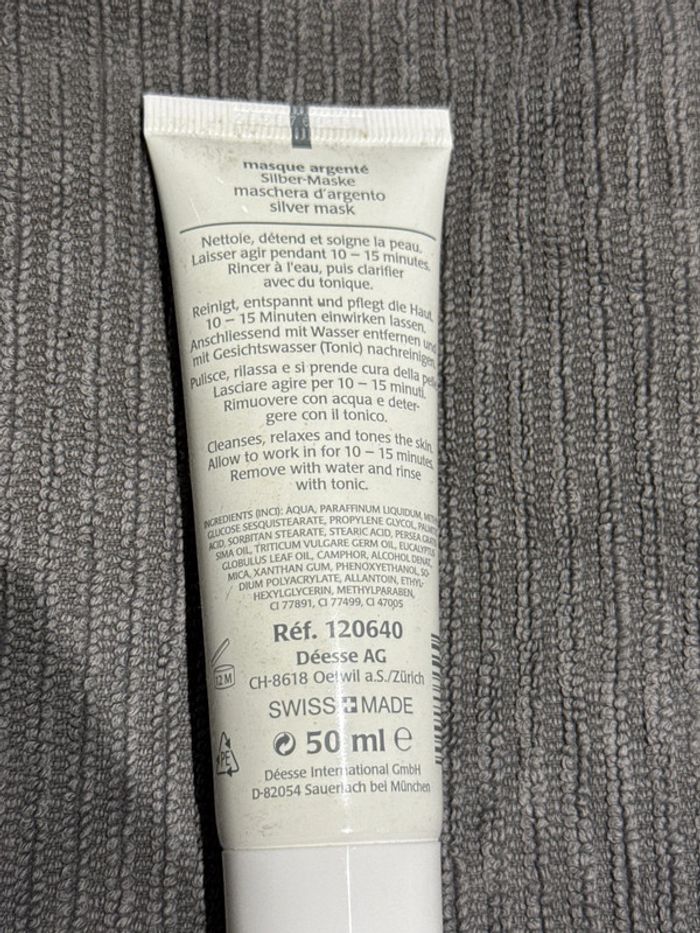 masque argenté
Silber-Maske
maschera d'argento
silver mask
Nettoie, détend et soigne la peau.
Laisser agir pendant 10 – 15 minutes.
Rincer à l'eau, puis clarifier
avec du tonique.
Reinigt, entspannt und pflegt die Haut.
10 – 15 Minuten einwirken lassen.
Anschliessend mit Wasser entfernen und
mit Gesichtswasser (Tonic) nachreinigen.
Pulisce, rilassa e si prende cura della pelle.
Lasciare agire per 10 – 15 minuti.
Rimuovere con acqua e deter-
gere con il tonico.
Cleanses, relaxes and tones the skin.
Allow to work in for 10 – 15 minutes.
Remove with water and rinse
with tonic.
INGREDIENTS (INCI): AQUA, PARAFFINUM LIQUIDUM,
GLUCOSE SESQUISTEARATE, PROPYLENE GLYCOL,
ACID, SORBITAN STEARATE, STEARIC ACID, PERSEA
SIMA OIL, TRITICUM VULGARE GERM OIL, EUCALYPTUS
GLOBULUS LEAF OIL, CAMPHOR, ALCOHOL DENAT,
MICA, XANTHAN GUM, PHENOXYETHANOL, SO-
DIUM POLYACRYLATE, ALLANTOIN, ETHYL-
HEXYLGLYCERIN, METHYLPARABEN,
CI 77891, CI 77499, CI 47005
Réf. 120640
Déesse AG
12 M
CH-8618 Oetwil a.S./Zürich
SWISS MADE
50 ml e
PE
Déesse International GmbH
D-82054 Sauerlach bei München